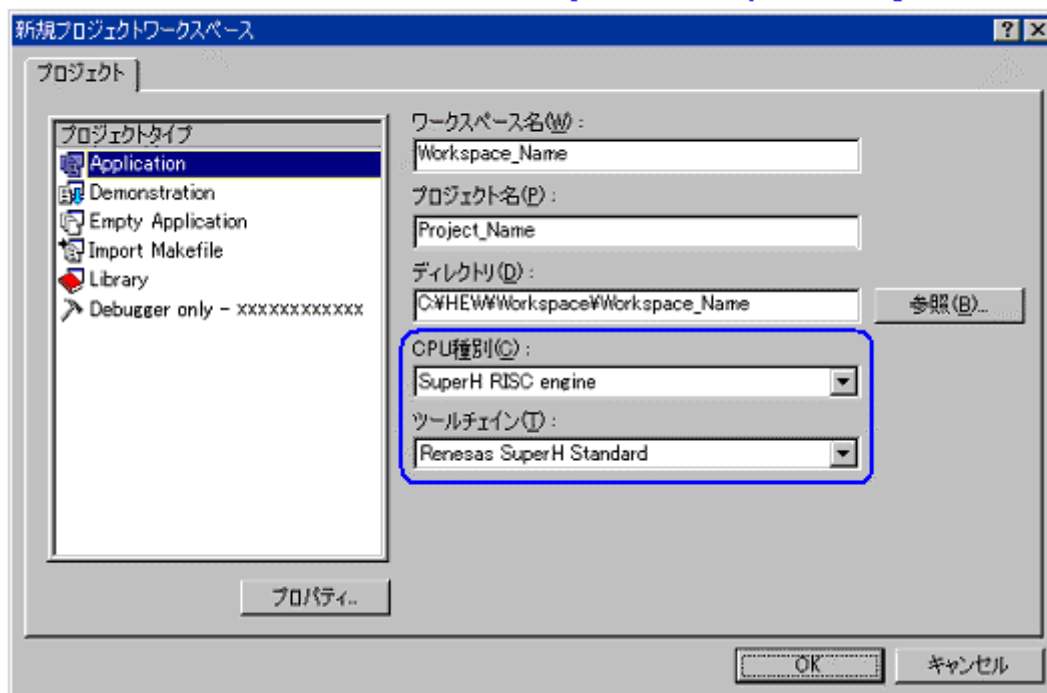 新規プロジェクトワークスペース
プロジェクト
プロジェクトタイプ
Application
Demonstration
Empty Application
Import Makefile
Library
Debugger only - xxxxxxxxxxxx
プロパティ...
ワークスペース名(W) :
Workspace_Name
プロジェクト名(P) :
Project_Name
ディレクトリ(D) :
C:¥HEW¥Workspace¥Workspace_Name
参照(B)...
CPU種別(C) :
SuperH RISC engine
ツールチェイン(T) :
Renesas SuperH Standard
OK
キャンセル